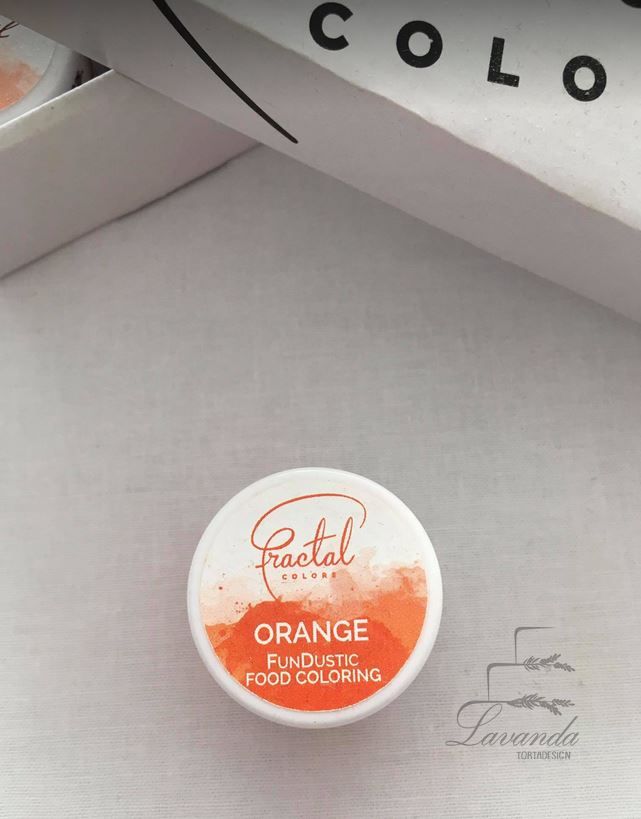 COLO
fractal
COLORS
ORANGE
FUNDUSTIC
FOOD COLORING
Lavanda
TORTADESIGN